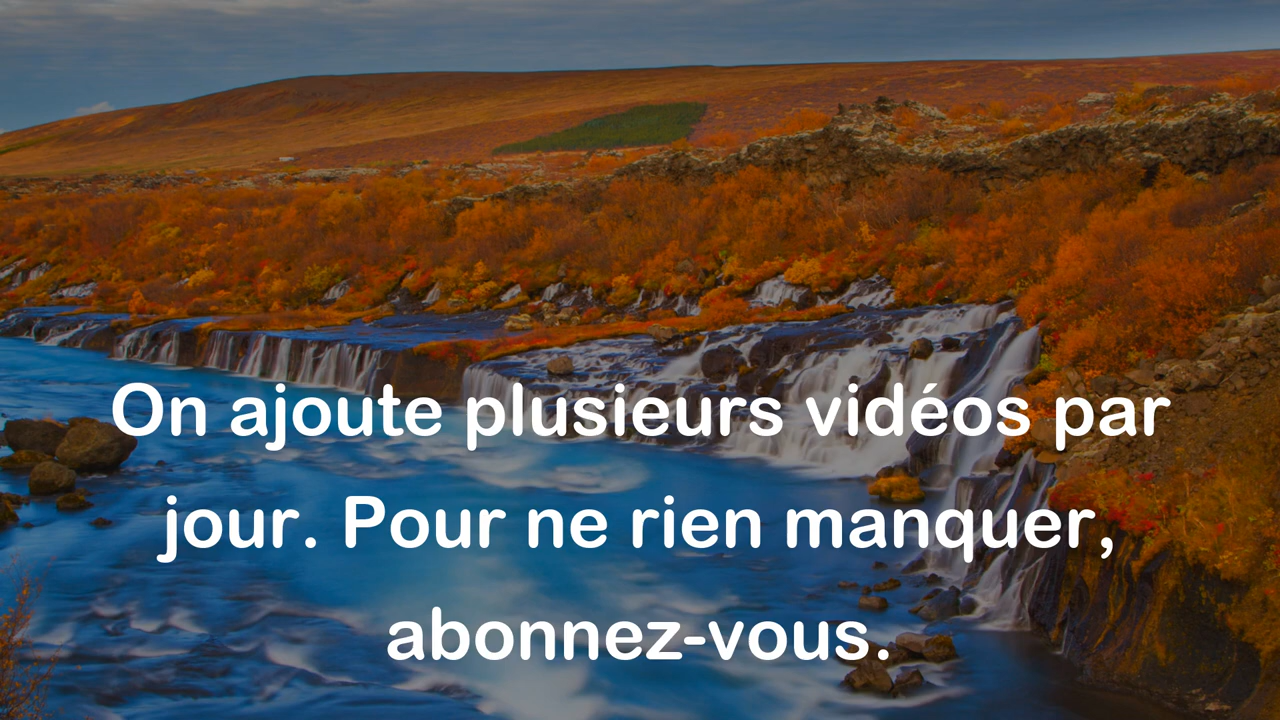 On ajoute plusieurs vidéos par
jour. Pour ne rien manquer,
abonnez-vous.